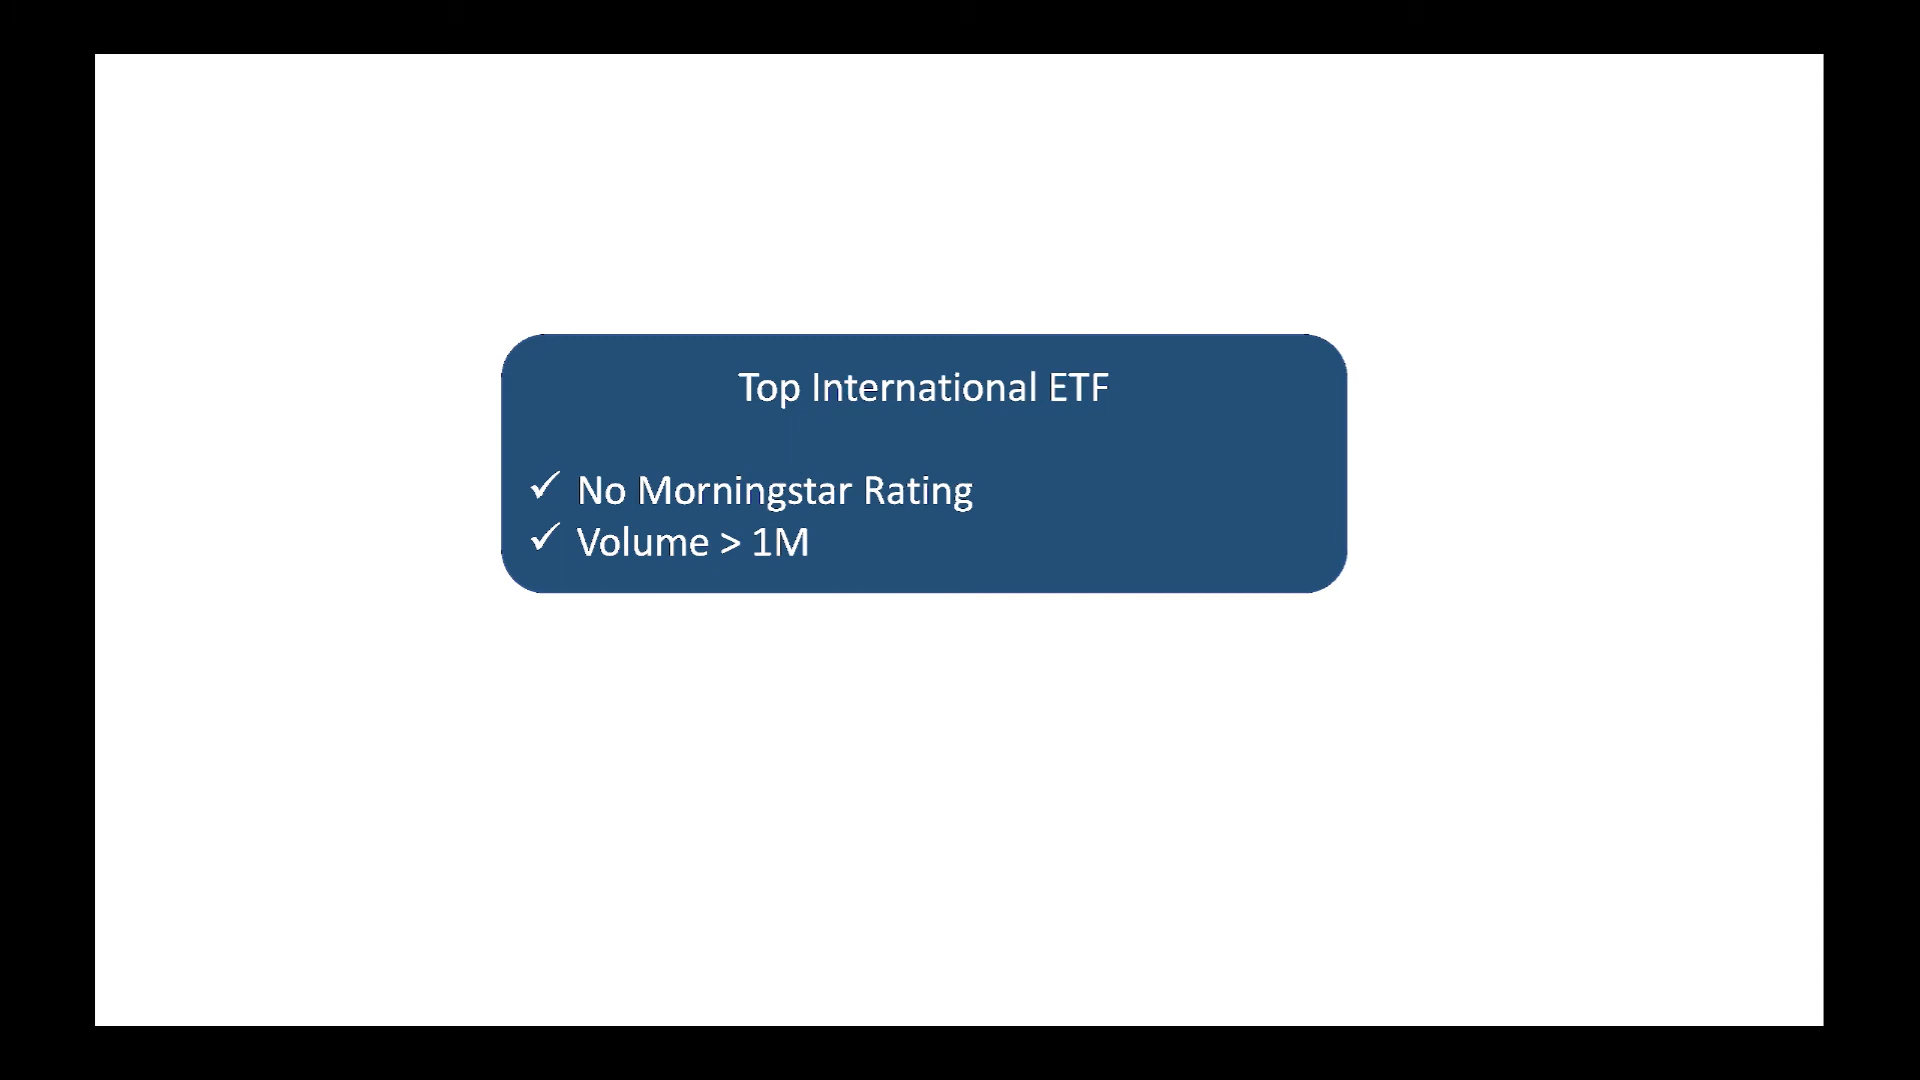 Top International ETF
✓ No Morningstar Rating
✓ Volume > 1M